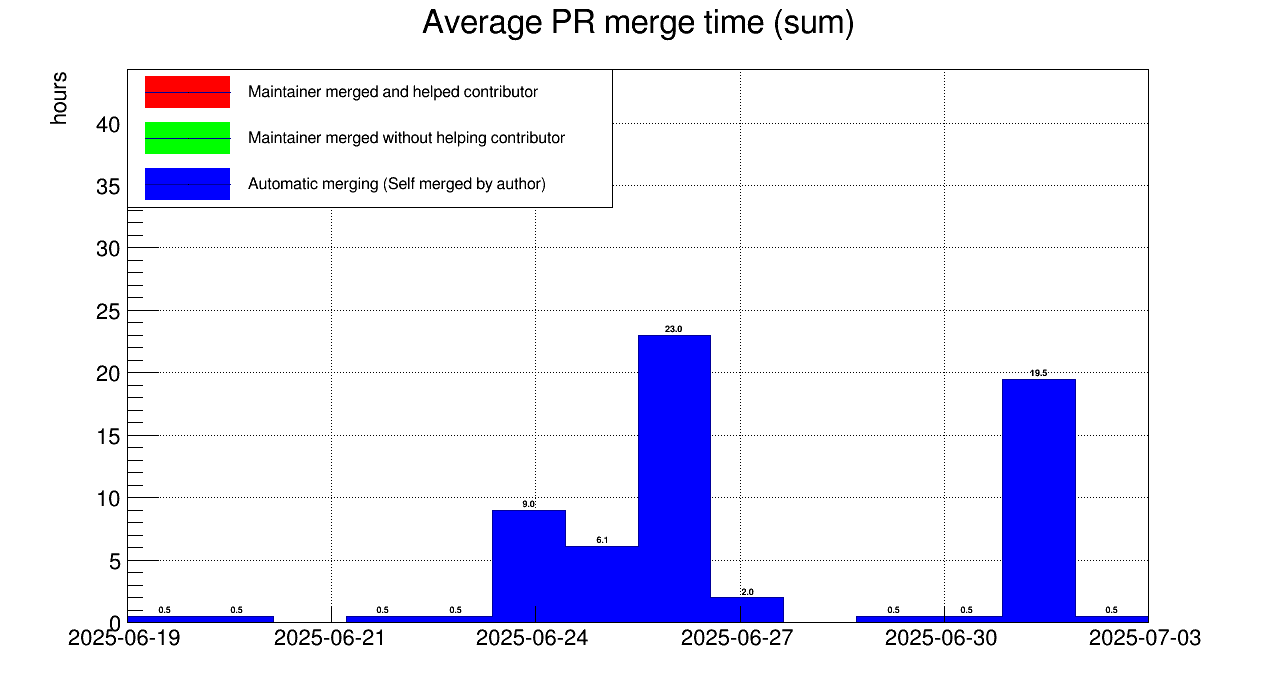 Average PR merge time (sum)
hours
Maintainer merged and helped contributor
Maintainer merged without helping contributor
Automatic merging (Self merged by author)
40
35
30
25
20
15
10
5
0
23.0
19.5
9.0
6.1
2.0
0.5 0.5 0.5 0.5 0.5 0.5 0.5
2025-06-19 2025-06-21 2025-06-24 2025-06-27 2025-06-30 2025-07-03